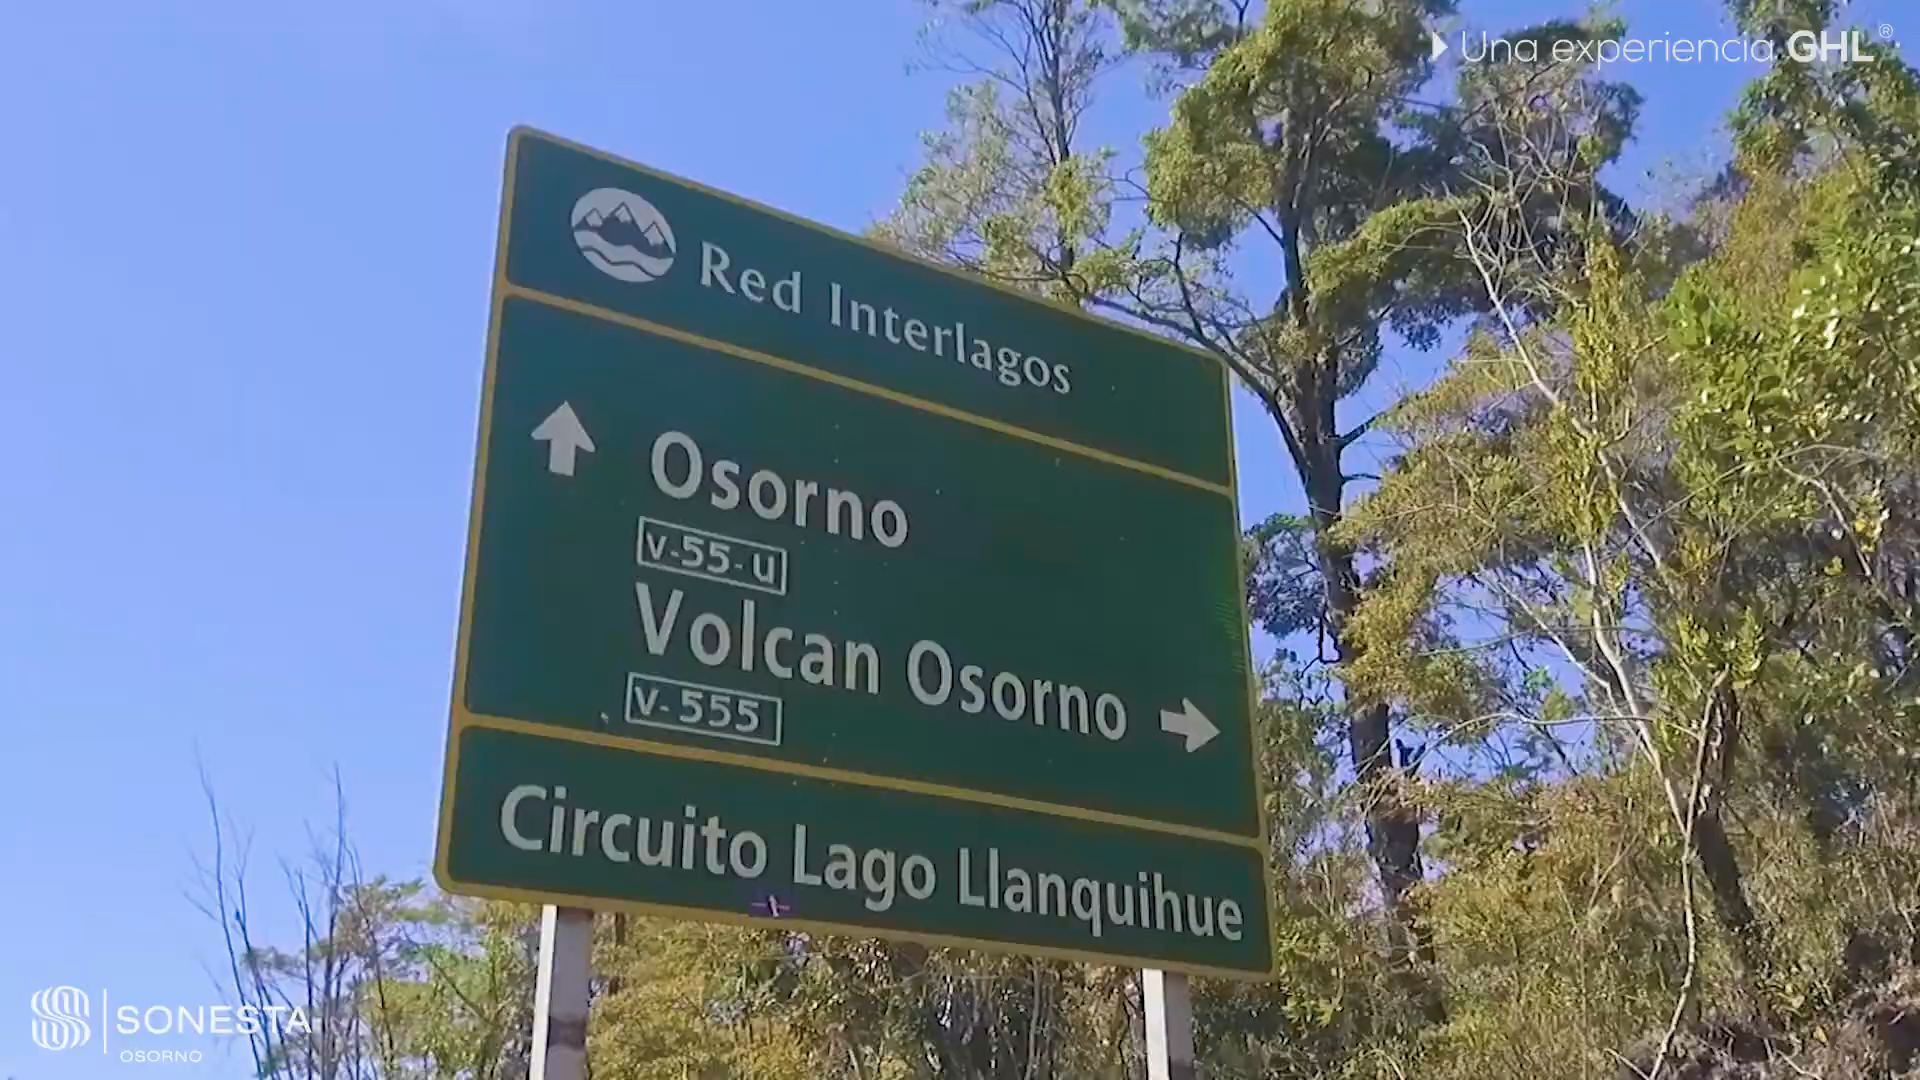 Una experiencia GHL®
Red Interlagos
Osorno
V-55-U
Volcan Osorno
V-555
Circuito Lago Llanquihue
SONESTA
OSORNO